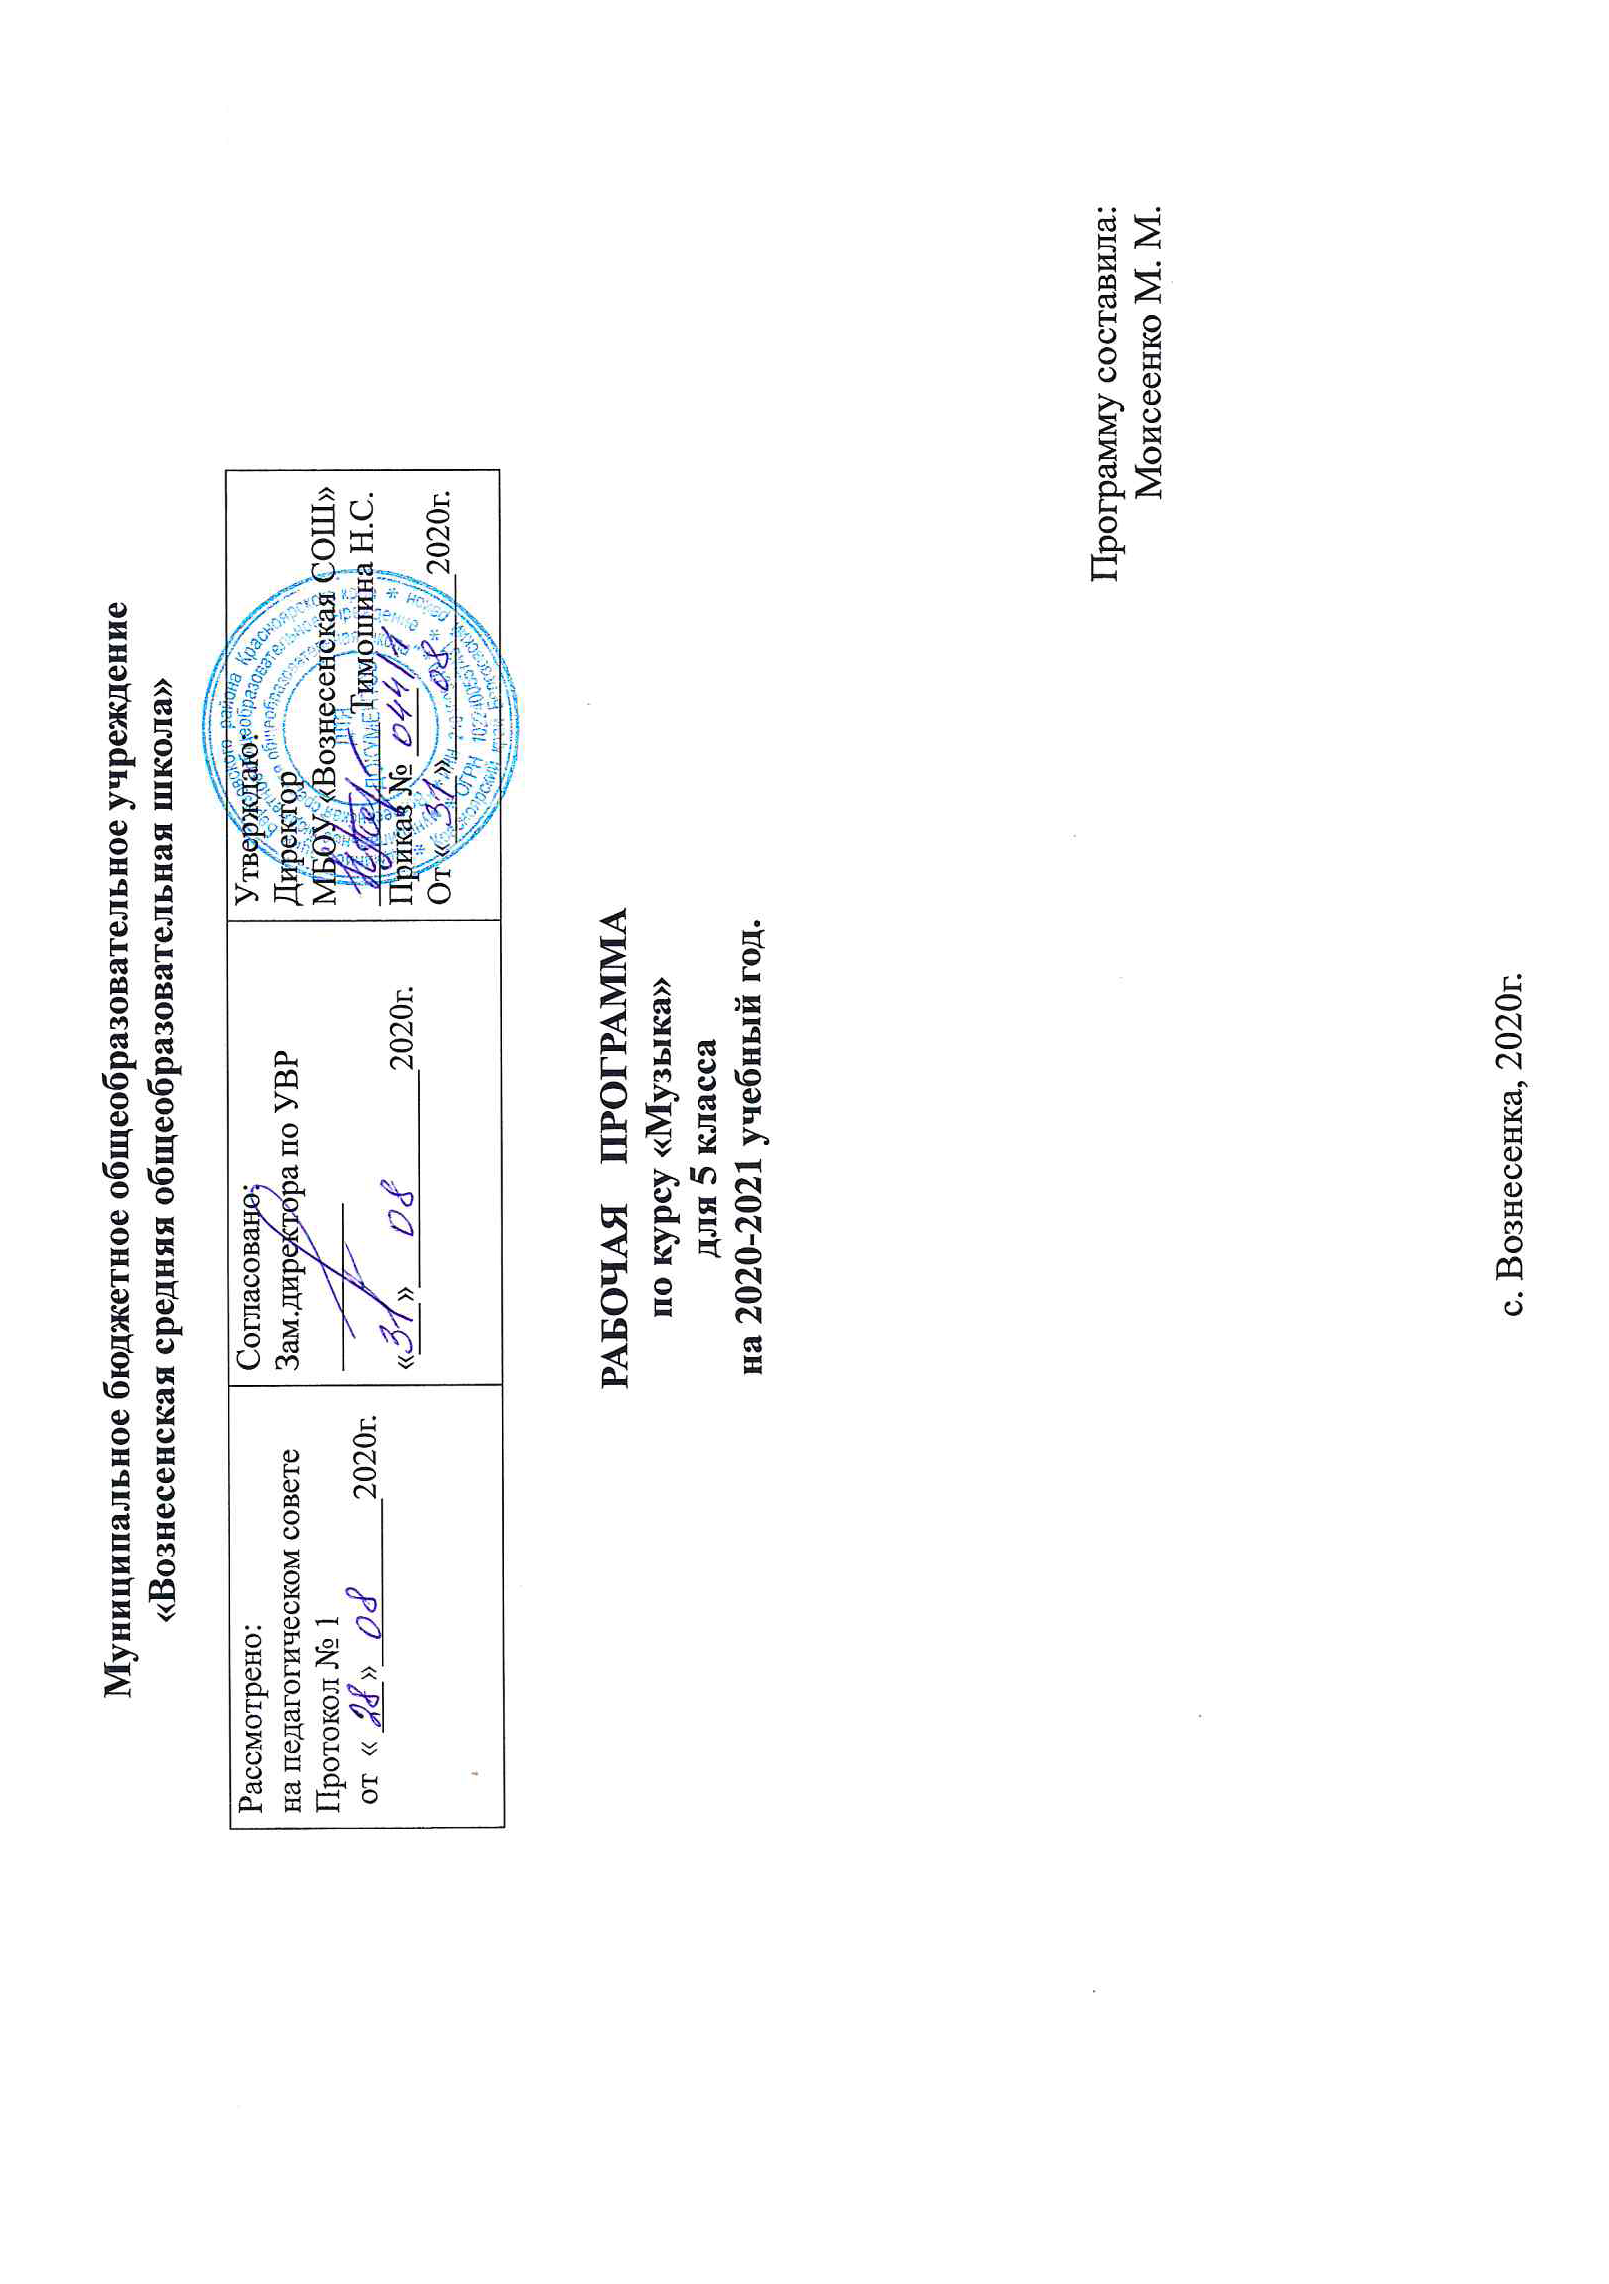 Муниципальное бюджетное общеобразовательное учреждение
«Вознесенская средняя общеобразовательная школа»
Рассмотрено:
на педагогическом совете
Протокол № 1
от « 28 » 08 2020г.
Согласовано:
Зам.директора по УВР
«31» 08 2020г.
Утверждаю:
Директор
МБОУ «Вознесенская СОШ»
Тимошина Н.С.
Приказ №
От « 31 » 08 2020г.
района Красноярского края
РАБОЧАЯ ПРОГРАММА
по курсу «Музыка»
для 5 класса
на 2020-2021 учебный год.
Программу составила:
Моисеенко М. М.
с. Вознесенка, 2020г.